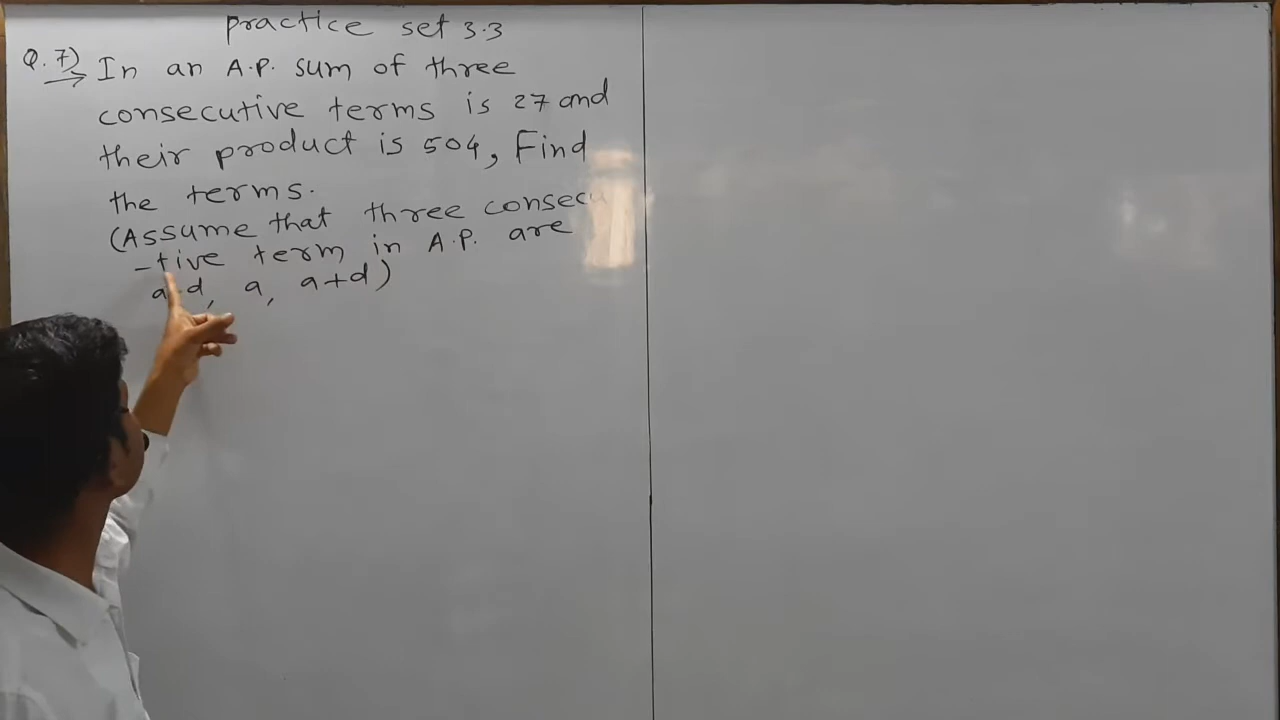 practice set 3.3
Q. 7) In an A.P. sum of three
consecutive terms is 27 and
their product is 504, Find
the terms.
(Assume that three consecu
-tive term in A.P. are
a-d, a, a+d)